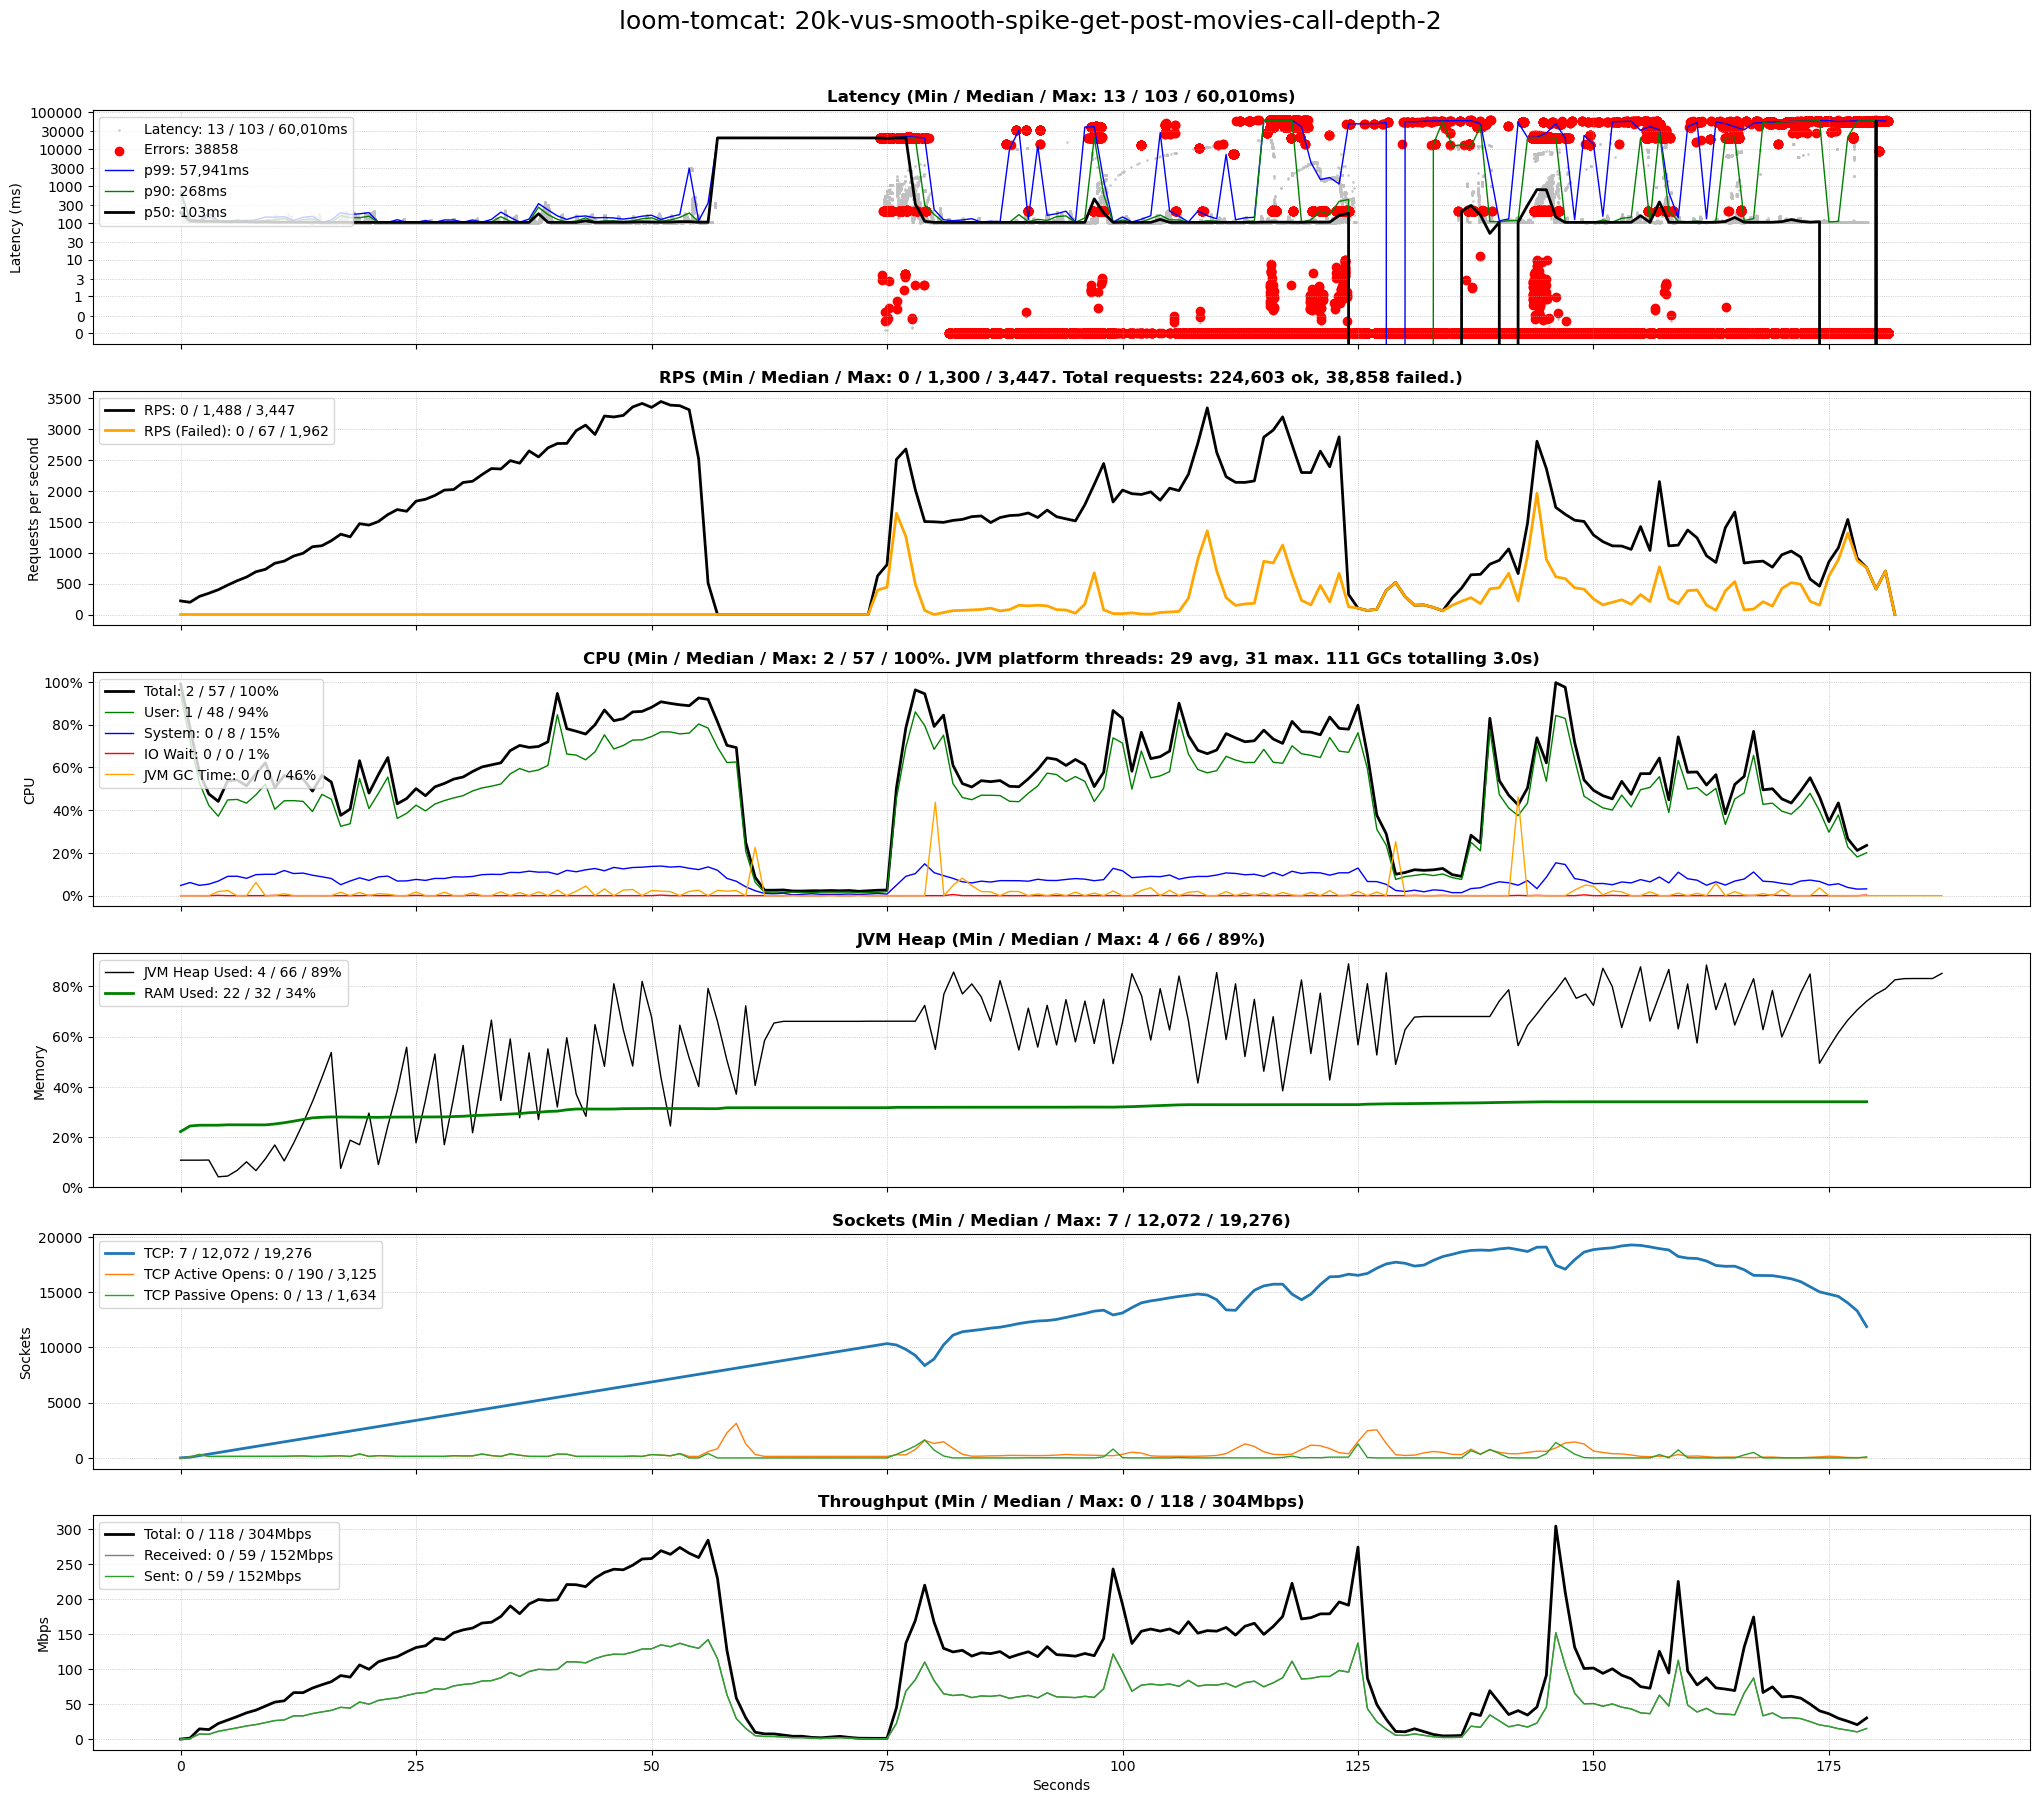 loom-tomcat: 20k-vus-smooth-spike-get-post-movies-call-depth-2
Latency (Min / Median / Max: 13 / 103 / 60,010ms)
Latency (ms)
100000
30000
10000
3000
1000
300
100
30
10
3
1
0
0
Latency: 13 / 103 / 60,010ms
Errors: 38858
p99: 57,941ms
p90: 268ms
p50: 103ms
RPS (Min / Median / Max: 0 / 1,300 / 3,447. Total requests: 224,603 ok, 38,858 failed.)
Requests per second
3500
3000
2500
2000
1500
1000
500
0
RPS: 0 / 1,488 / 3,447
RPS (Failed): 0 / 67 / 1,962
CPU (Min / Median / Max: 2 / 57 / 100%. JVM platform threads: 29 avg, 31 max. 111 GCs totalling 3.0s)
CPU
100%
80%
60%
40%
20%
0%
Total: 2 / 57 / 100%
User: 1 / 48 / 94%
System: 0 / 8 / 15%
IO Wait: 0 / 0 / 1%
JVM GC Time: 0 / 0 / 46%
JVM Heap (Min / Median / Max: 4 / 66 / 89%)
Memory
80%
60%
40%
20%
0%
JVM Heap Used: 4 / 66 / 89%
RAM Used: 22 / 32 / 34%
Sockets (Min / Median / Max: 7 / 12,072 / 19,276)
Sockets
20000
15000
10000
5000
0
TCP: 7 / 12,072 / 19,276
TCP Active Opens: 0 / 190 / 3,125
TCP Passive Opens: 0 / 13 / 1,634
Throughput (Min / Median / Max: 0 / 118 / 304Mbps)
Mbps
300
250
200
150
100
50
0
Total: 0 / 118 / 304Mbps
Received: 0 / 59 / 152Mbps
Sent: 0 / 59 / 152Mbps
0 25 50 75 100 125 150 175
Seconds